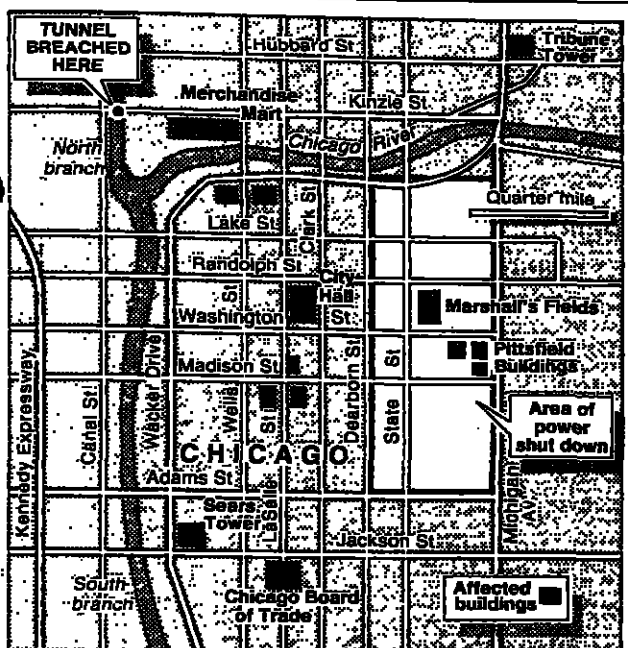 TUNNEL
BREACHED
HERE
Hubbard St
Tribune
Tower
Merchandise
Mart
Kinzie St
North
branch
Chicago River
Lake St
Clark St
Quarter mile
Randolph St
City
Hall
Wells St
Washington St
Marshall's Fields
Madison St
Pittsfield
Buildings
Kennedy Expressway
Canal St
Wacker Drive
LaSalle St
Dearborn St
State St
Area of
power
shut down
CHICAGO
Adams St
Michigan
AV
Sears
Tower
Jackson St
South
branch
Chicago Board
of Trade
Affected
buildings